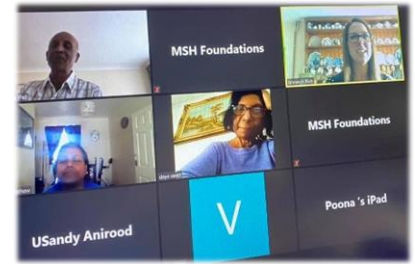 MSH Foundations
MSH Foundations
USandy Anirood
V
Poona 's iPad